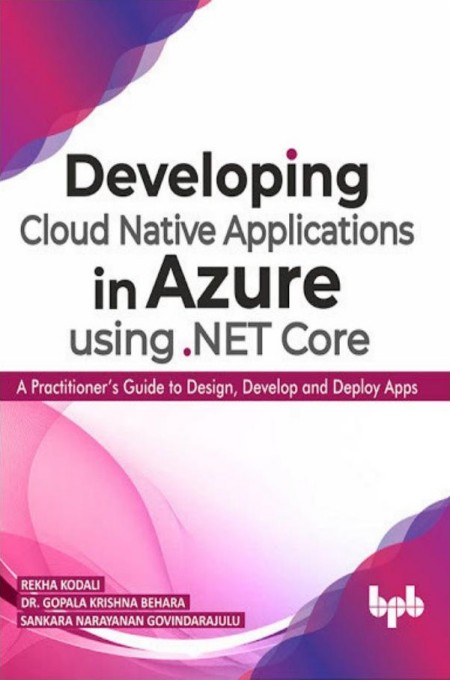 Developing
Cloud Native Applications
in Azure
using .NET Core
A Practitioner's Guide to Design, Develop and Deploy Apps
REKHA KODALI
DR. GOPALA KRISHNA BEHARA
SANKARA NARAYANAN GOVINDARAJULU
bpb